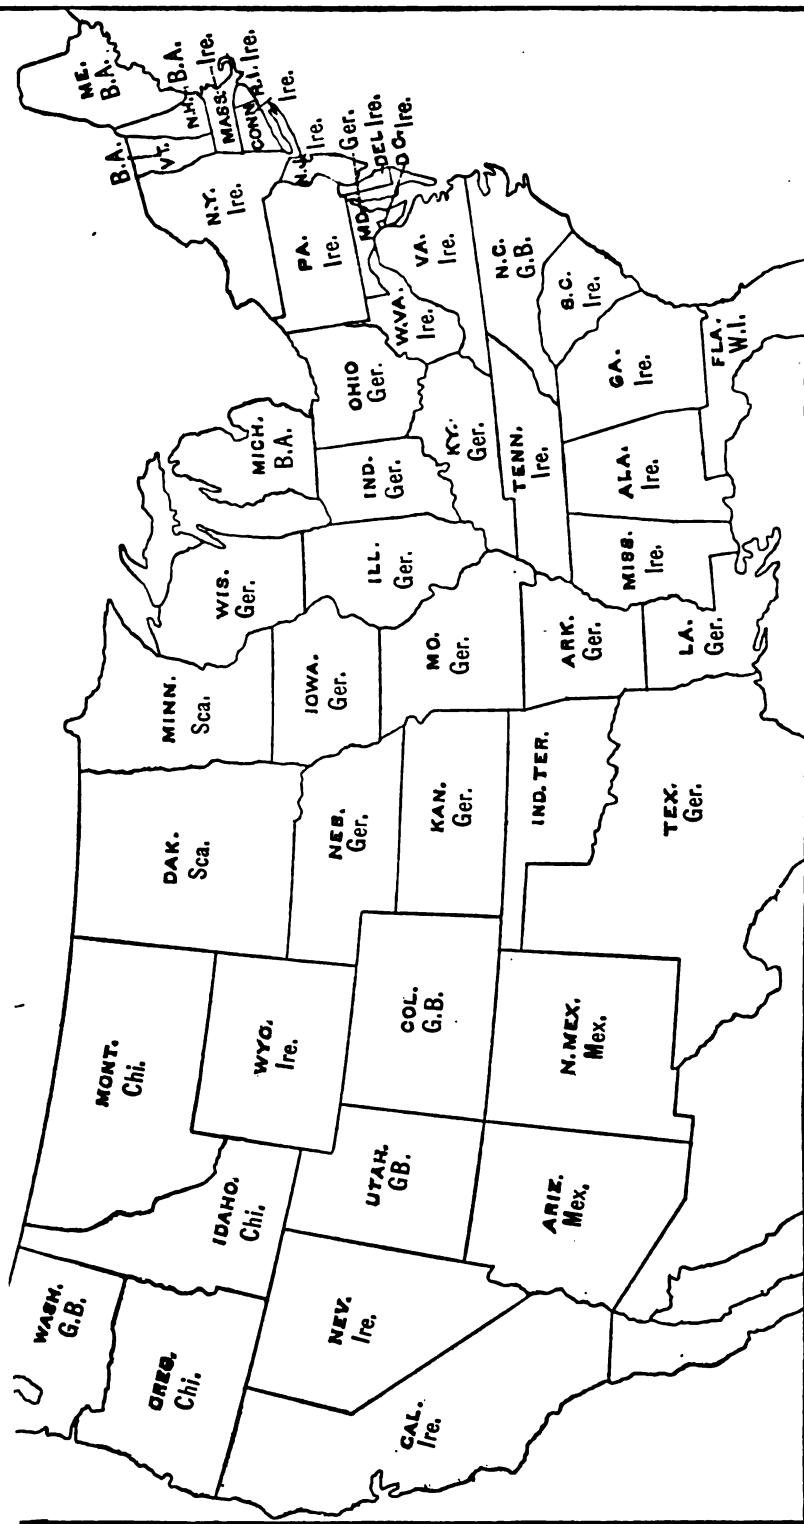 WASH.
G.B.
OREG.
Chi.
CAL.
Ire.
NEV.
Ire.
IDAHO.
Chi.
MONT.
Chi.
WYO.
Ire.
UTAH.
GB.
COL.
G.B.
ARIZ.
Mex.
N.MEX.
Mex.
DAK.
Sca.
NEB.
Ger.
KAN.
Ger.
IND.TER.
TEX.
Ger.
MINN.
Sca.
IOWA.
Ger.
MO.
Ger.
ARK.
Ger.
LA.
Ger.
WIS.
Ger.
ILL.
Ger.
MICH.
B.A.
IND.
Ger.
OHIO
Ger.
KY.
Ger.
TENN.
Ire.
MISS.
Ire.
ALA.
Ire.
GA.
Ire.
FLA.
W.I.
S.C.
Ire.
N.C.
G.B.
VA.
Ire.
W.VA.
Ire.
PA.
Ire.
N.Y.
Ire.
ME.
B.A.
B.A.
VT.
N.H.
B.A.
MASS.
Ire.
CONN.
Ire.
R.I. Ire.
N.J.
Ire.
MD.
Ger.
DEL Ire.
D.C. Ire.